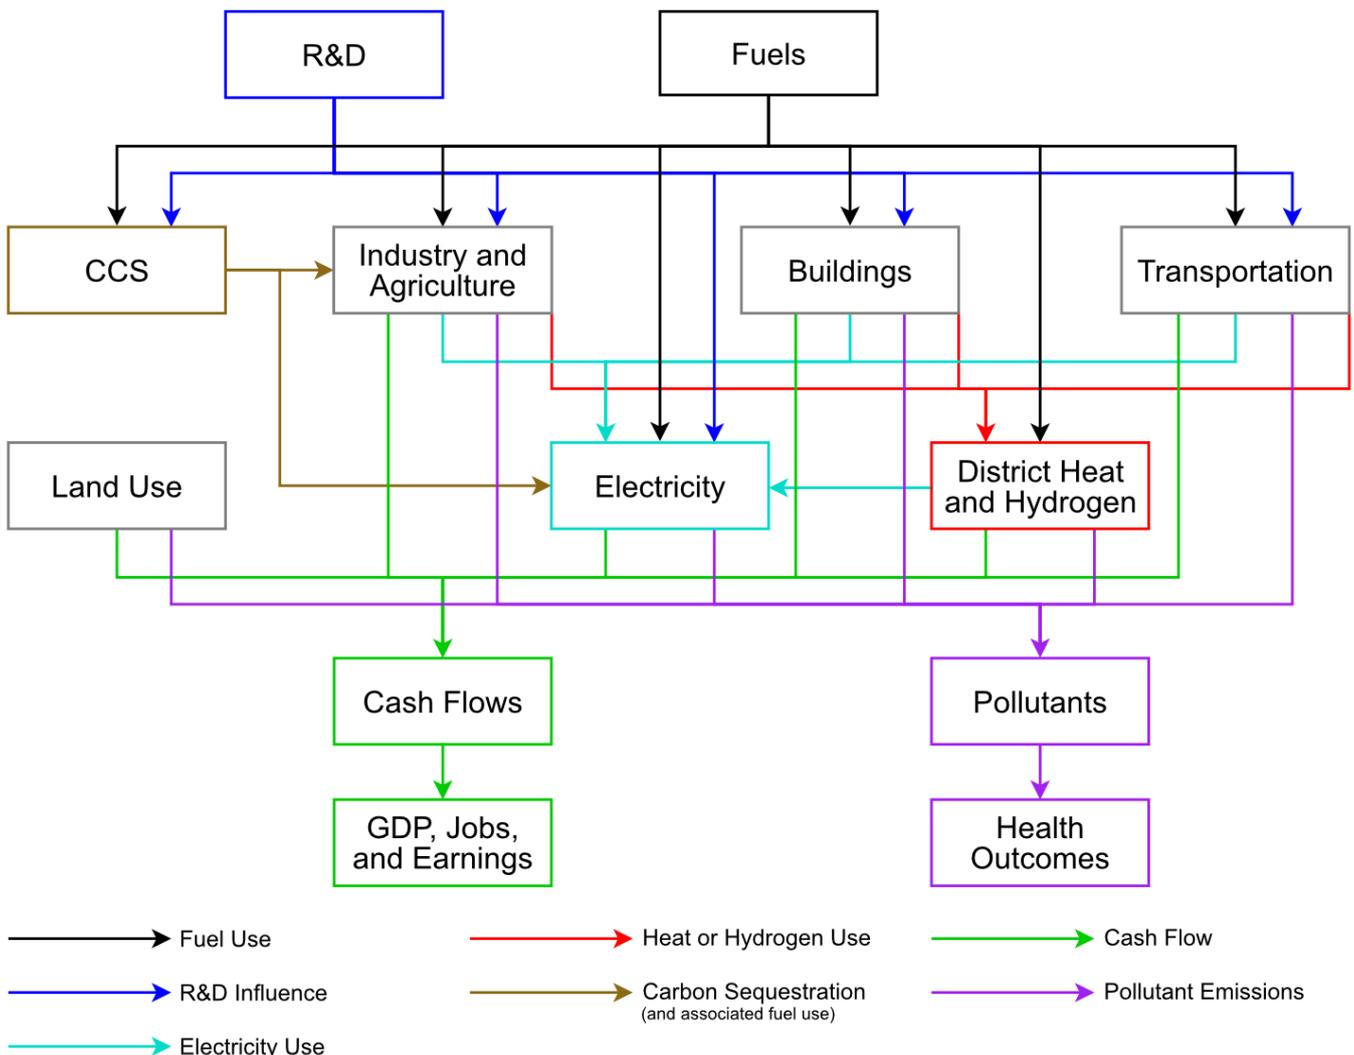 R&D
Fuels
CCS
Industry and
Agriculture
Buildings
Transportation
Land Use
Electricity
District Heat
and Hydrogen
Cash Flows
Pollutants
GDP, Jobs,
and Earnings
Health
Outcomes
Fuel Use
Heat or Hydrogen Use
Cash Flow
R&D Influence
Carbon Sequestration
(and associated fuel use)
Pollutant Emissions
Electricity Use